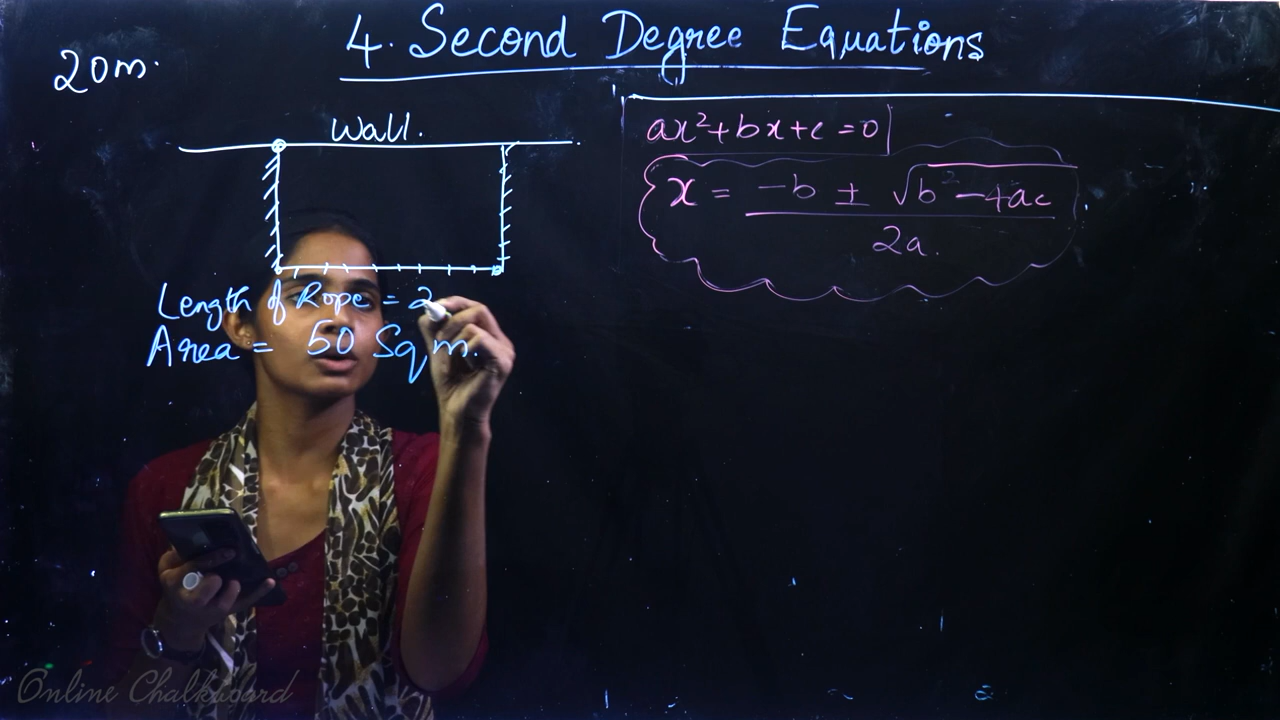 4. Second Degree Equations
20m.
Wall.
Length of Rope = 2
Area = 50 Sq m.
ax²+bx+c =0
x = -b ± √b²-4ac
2a.
Online Chalkboard